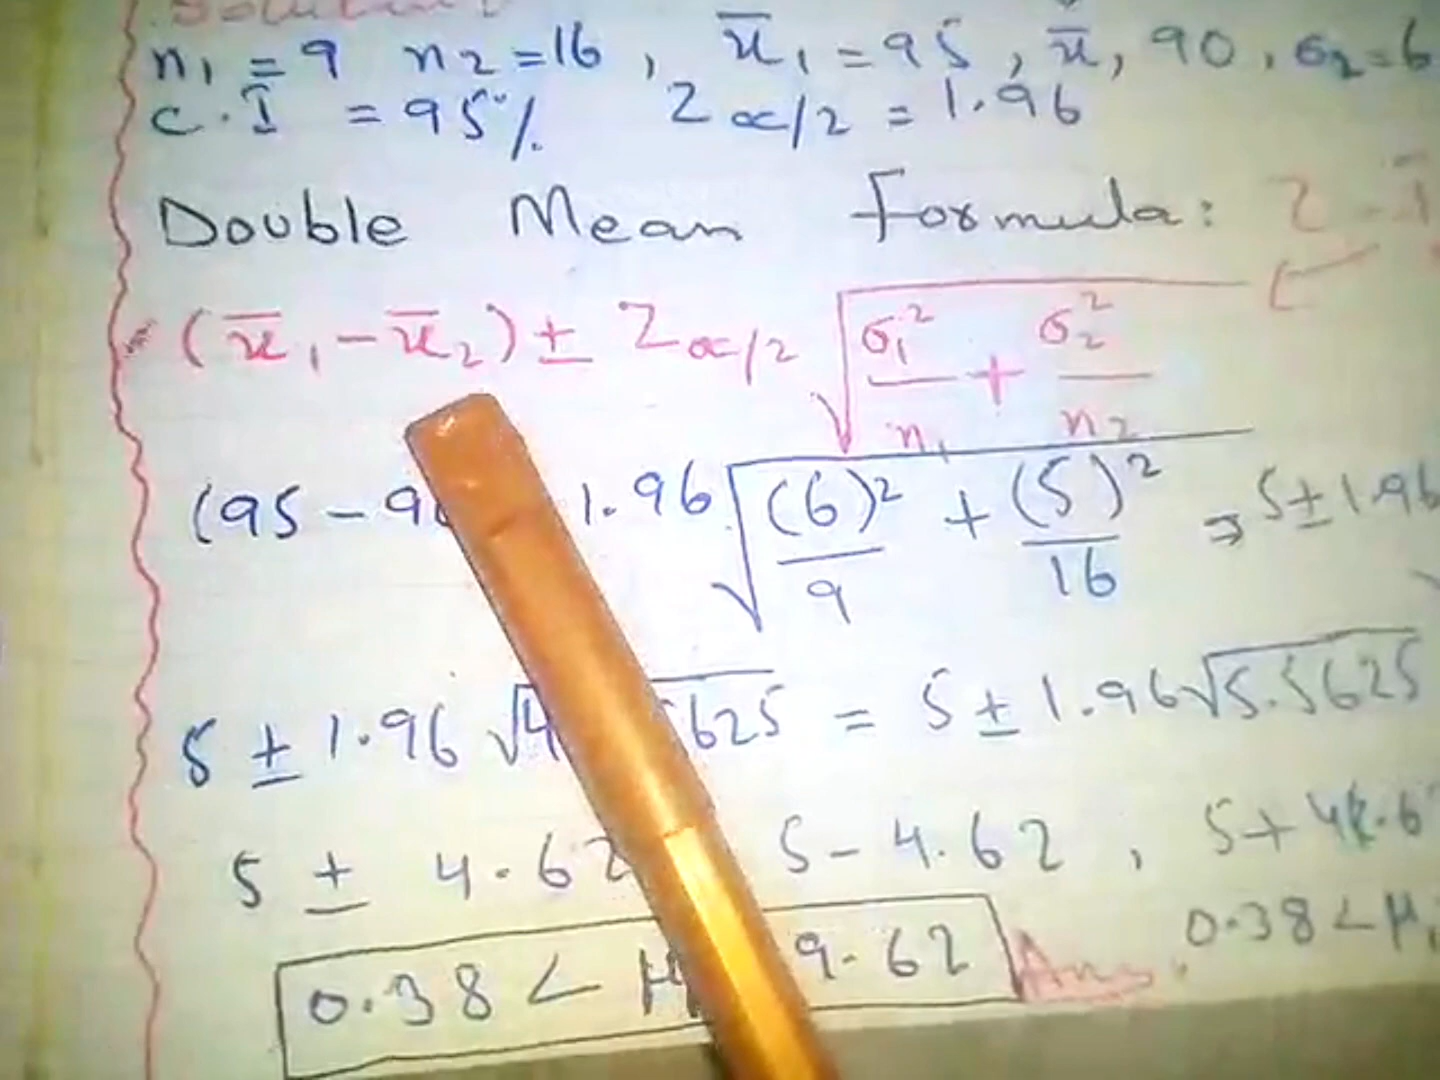 Solution:
n₁ = 9 n₂ = 16 , x̄₁ = 95 , x̄, 90 , σ₂ = 6
C.I = 95% Z α/2 = 1.96
Double Mean Formula: Z
(x̄₁ - x̄₂) ± Z α/2 √(σ₁²/n₁ + σ₂²/n₂)
(95 - 9 1.96 √((6)²/9 + (5)²/16) ⇒ 5 ± 1.96
5 ± 1.96 √4 625 = 5 ± 1.96 √5.5625
5 ± 4.62 5 - 4.62 , 5 + 4.6
0.38 < μ 9.62 Ans. 0.38 < μ₁